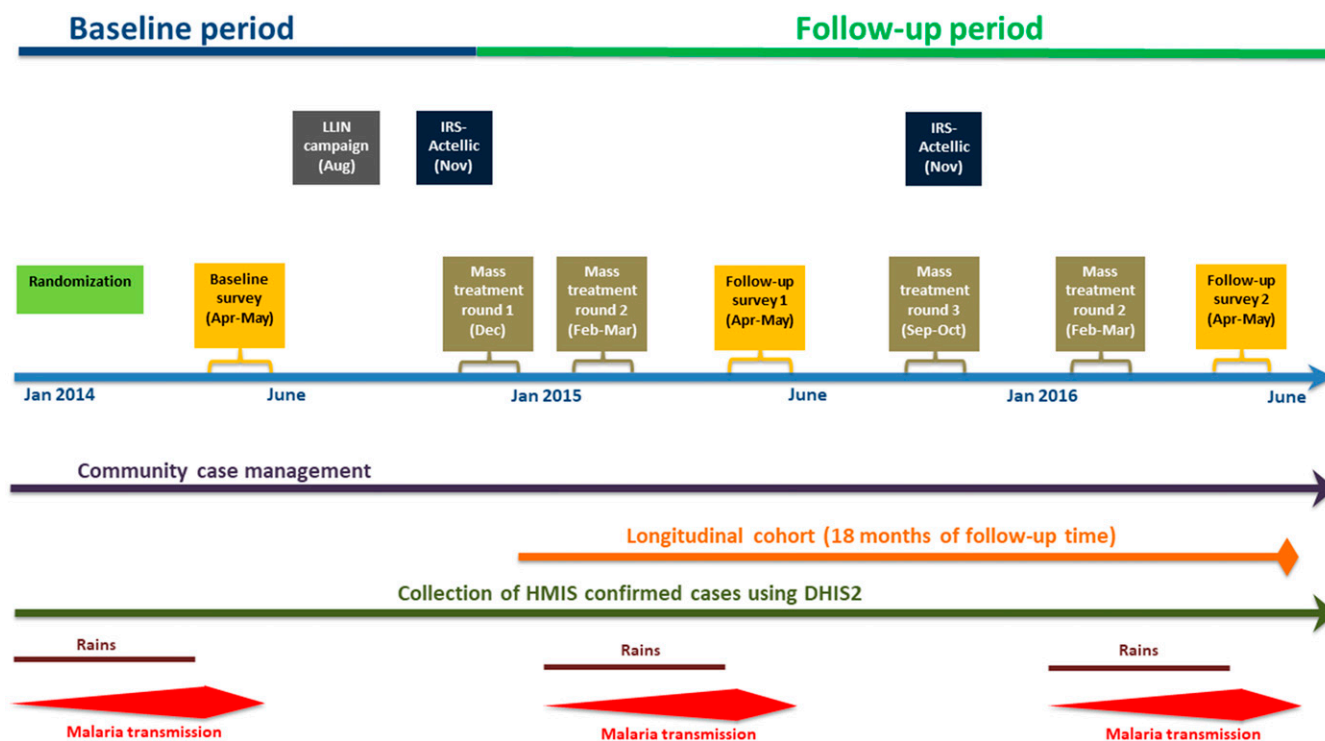 Baseline period
Follow-up period
LLIN
campaign
(Aug)
IRS-
Actellic
(Nov)
IRS-
Actellic
(Nov)
Randomization
Baseline
survey
(Apr-May)
Mass
treatment
round 1
(Dec)
Mass
treatment
round 2
(Feb-Mar)
Follow-up
survey 1
(Apr-May)
Mass
treatment
round 3
(Sep-Oct)
Mass
treatment
round 2
(Feb-Mar)
Follow-up
survey 2
(Apr-May)
Jan 2014
June
Jan 2015
June
Jan 2016
June
Community case management
Longitudinal cohort (18 months of follow-up time)
Collection of HMIS confirmed cases using DHIS2
Rains
Rains
Rains
Malaria transmission
Malaria transmission
Malaria transmission